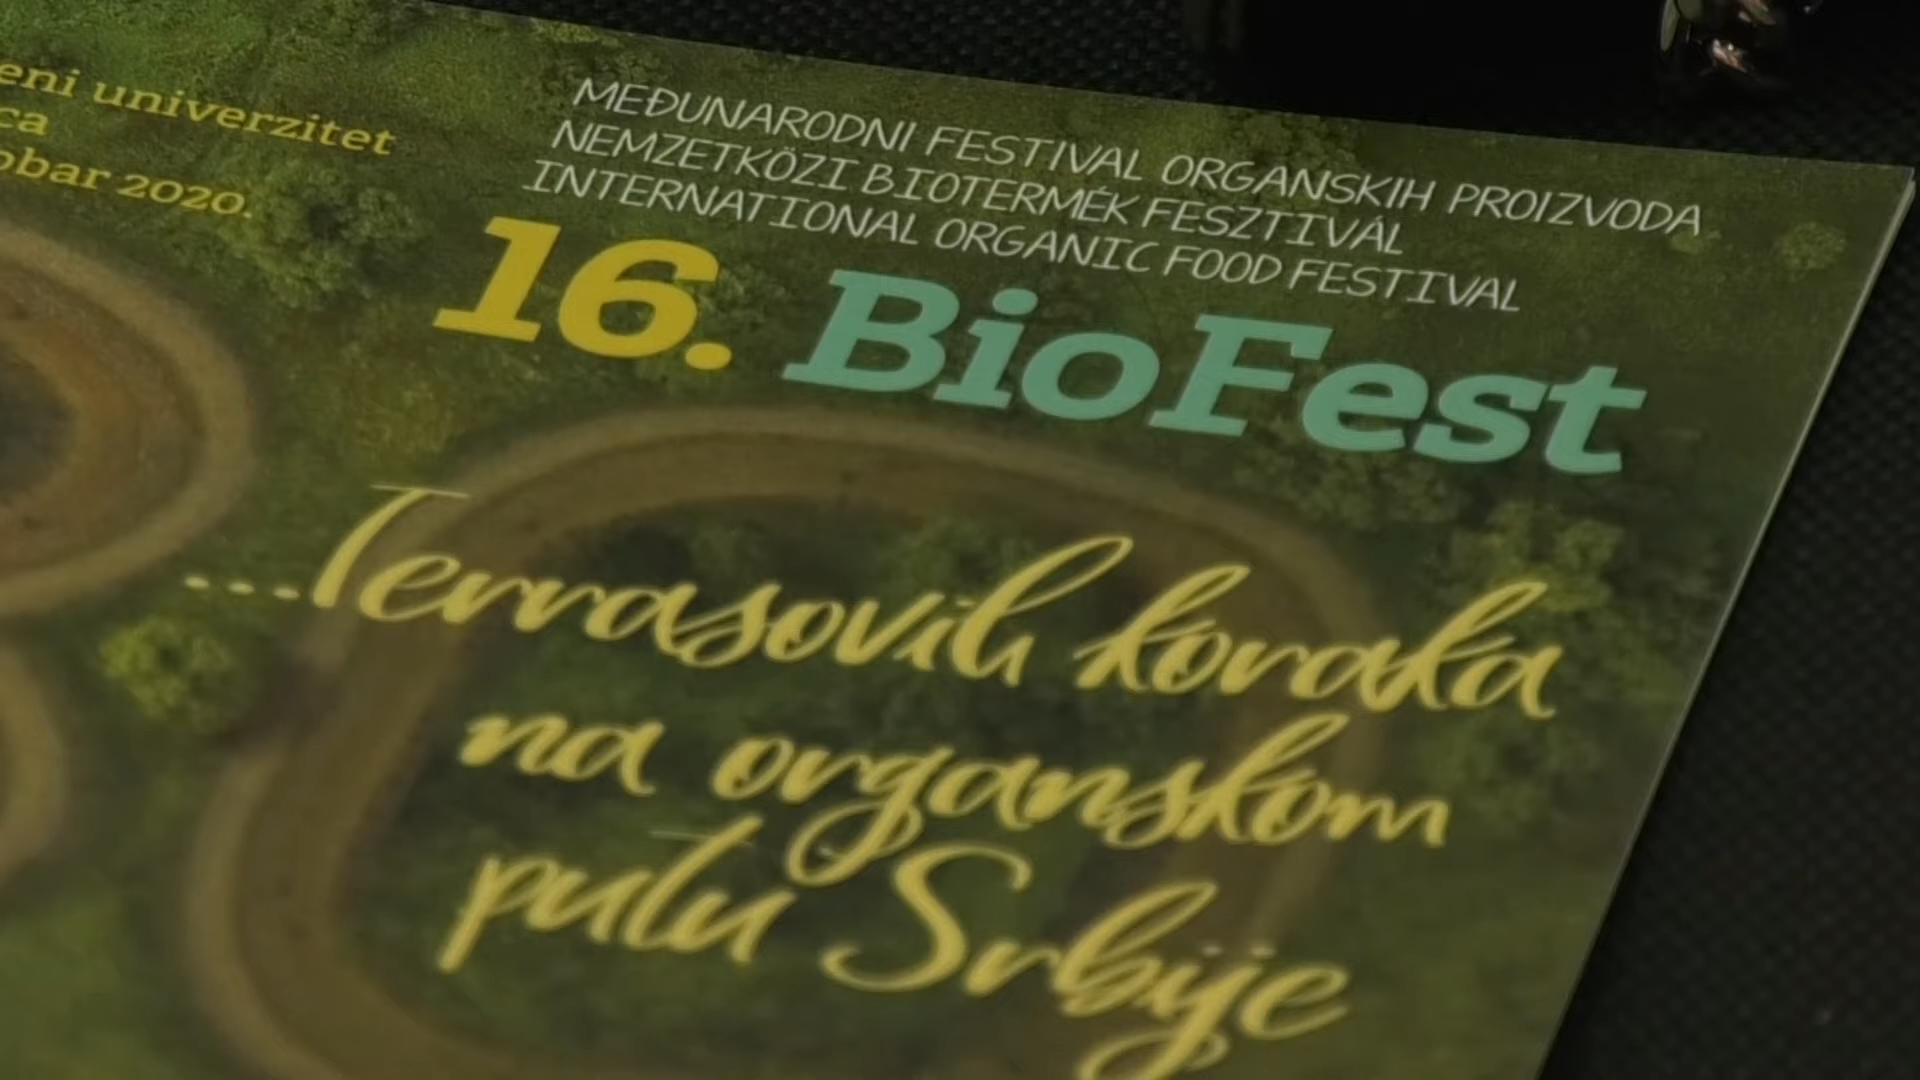 eni univerzitet
ca
obar 2020.
MEĐUNARODNI FESTIVAL ORGANSKIH PROIZVODA
NEMZETKÖZI BIOTERMÉK FESZTIVÁL
INTERNATIONAL ORGANIC FOOD FESTIVAL
16. BioFest
...Terrasovih koraka
na organskom
putu Srbije